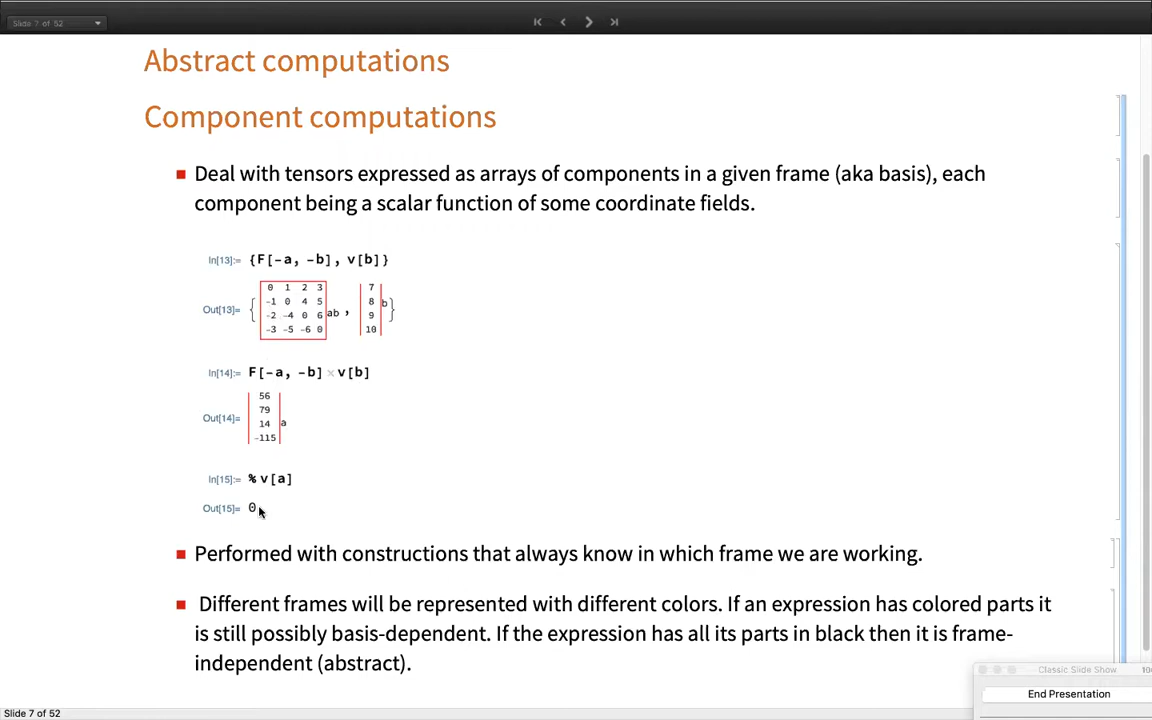 Slide 7 of 52
Abstract computations
Component computations
Deal with tensors expressed as arrays of components in a given frame (aka basis), each
component being a scalar function of some coordinate fields.
In[13]:= {F[-a, -b], v[b]}
Out[13]= { 0 1 2 3 ab , 7 b }
-1 0 4 5 8
-2 -4 0 6 9
-3 -5 -6 0 10
In[14]:= F[-a, -b] × v[b]
Out[14]= 56 a
79
14
-115
In[15]:= % v[a]
Out[15]= 0
Performed with constructions that always know in which frame we are working.
Different frames will be represented with different colors. If an expression has colored parts it
is still possibly basis-dependent. If the expression has all its parts in black then it is frame-
independent (abstract).
Classic Slide Show
End Presentation
Slide 7 of 52